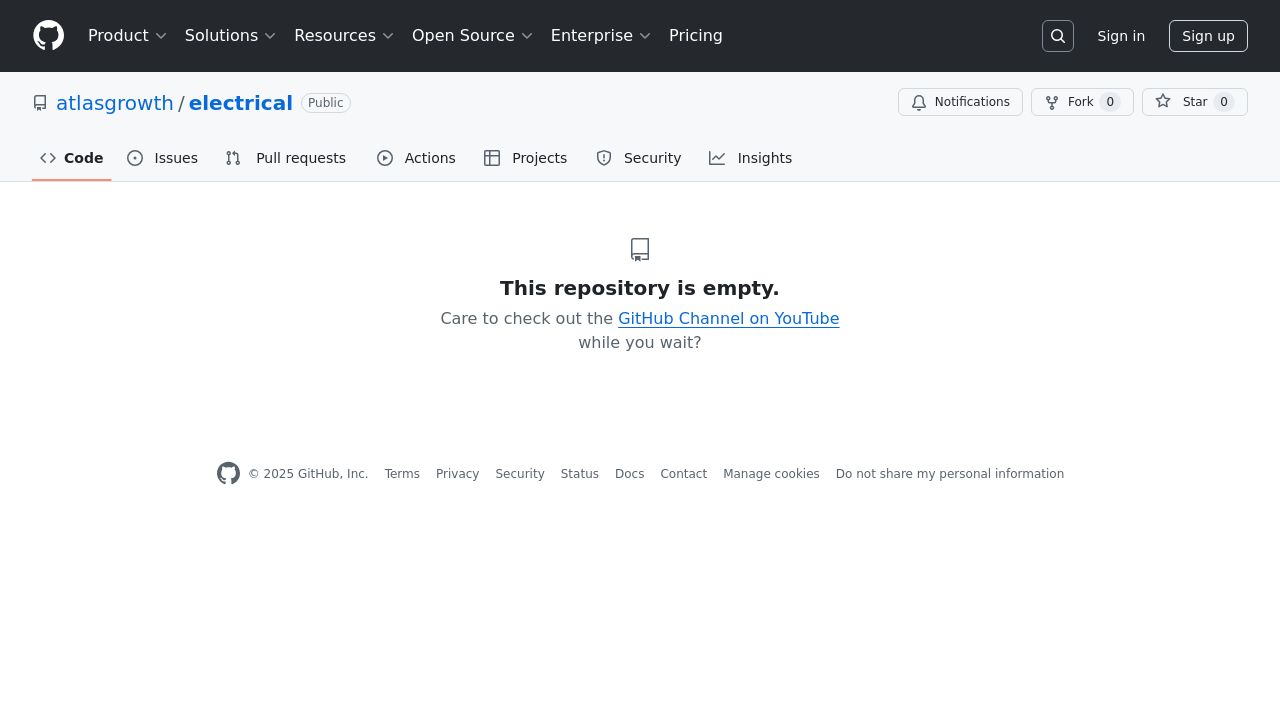 Product Solutions Resources Open Source Enterprise Pricing Sign in Sign up
atlasgrowth / electrical Public Notifications Fork 0 Star 0
Code Issues Pull requests Actions Projects Security Insights
This repository is empty.
Care to check out the GitHub Channel on YouTube
while you wait?
© 2025 GitHub, Inc. Terms Privacy Security Status Docs Contact Manage cookies Do not share my personal information